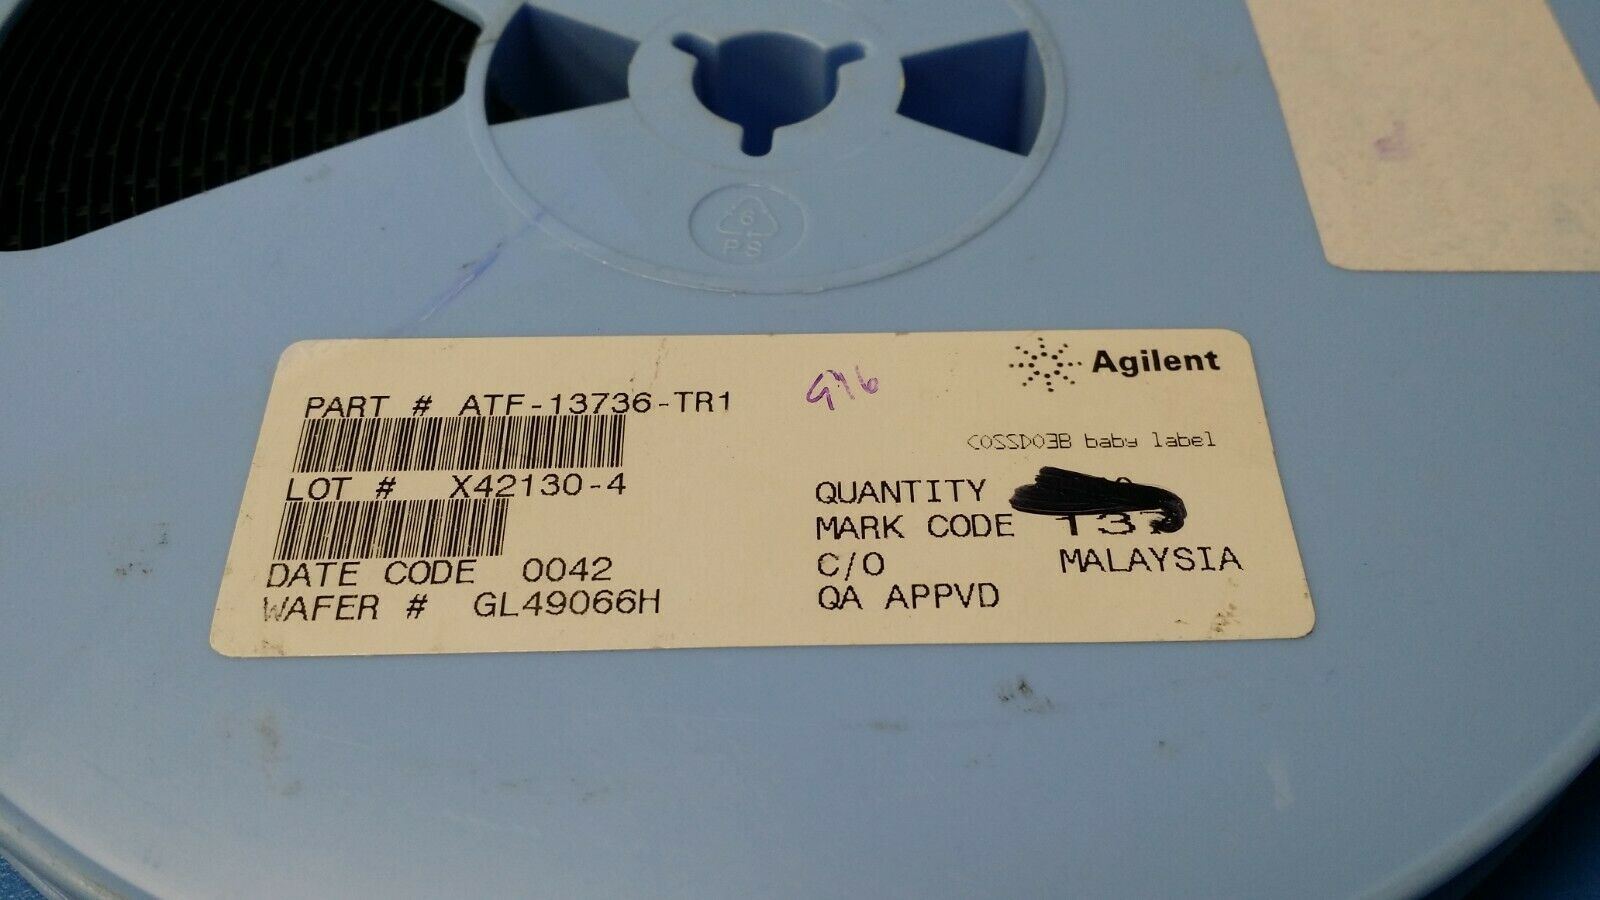 6
PS
Agilent
PART # ATF-13736-TR1
COSSD03B baby label
LOT # X42130-4
QUANTITY
MARK CODE
DATE CODE 0042
C/O MALAYSIA
WAFER # GL49066H
QA APPVD